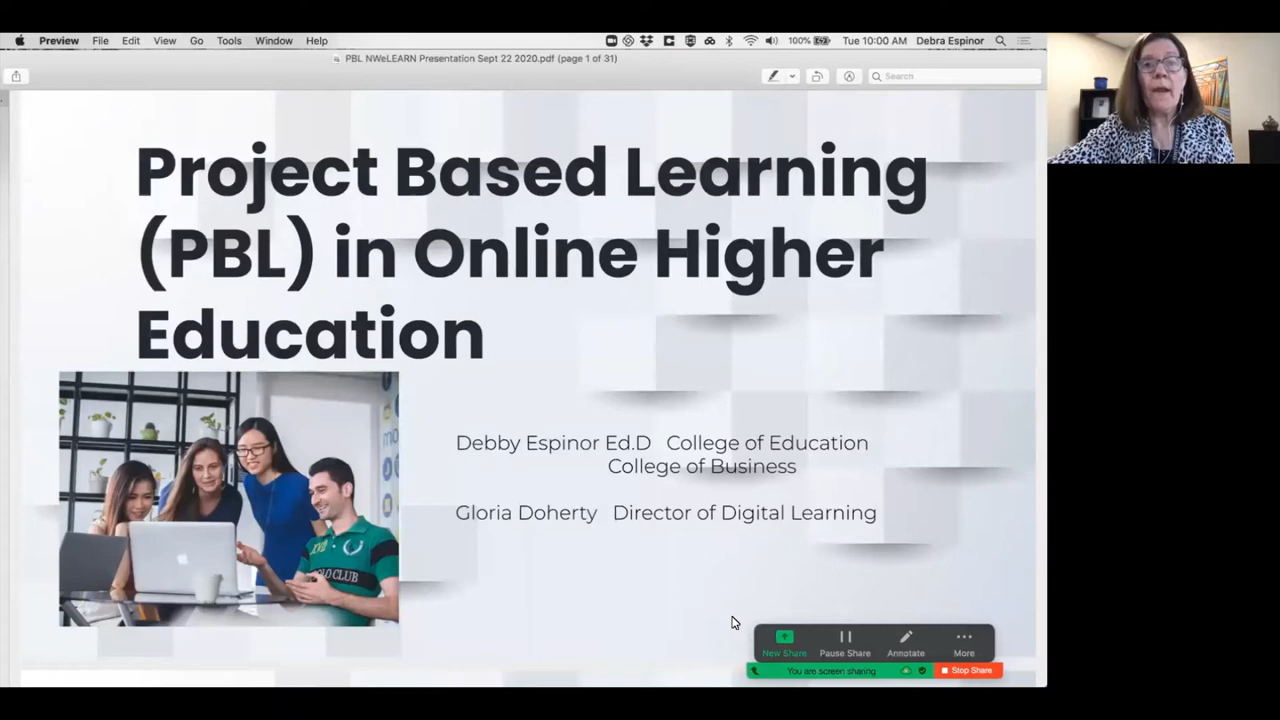 Preview File Edit View Go Tools Window Help 100% Tue 10:00 AM Debra Espinor
PBL NWeLEARN Presentation Sept 22 2020.pdf (page 1 of 31)
Search
Project Based Learning
(PBL) in Online Higher
Education
Debby Espinor Ed.D College of Education
College of Business
Gloria Doherty Director of Digital Learning
New Share Pause Share Annotate More
You are screen sharing Stop Share